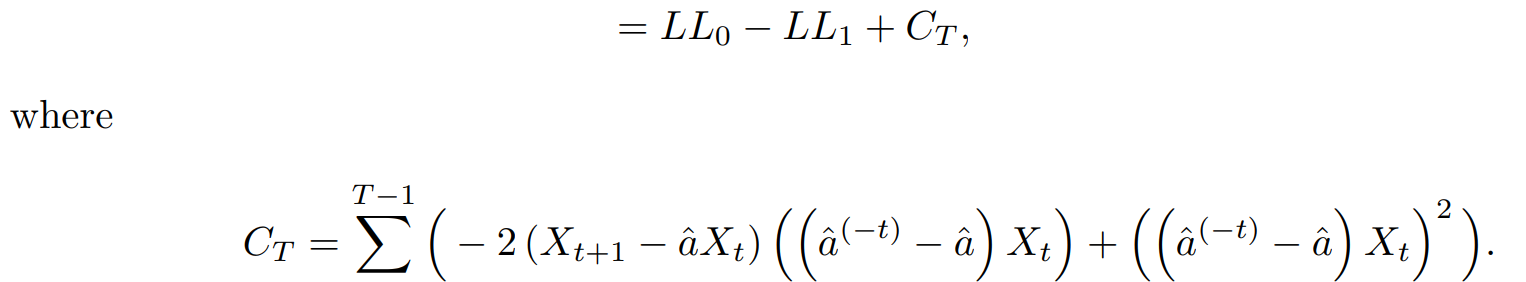 = LL_0 − LL_1 + C_T,
where
C_T = \sum^{T−1} ( − 2 (X_{t+1} − \hat{a}X_t) ((\hat{a}^{(−t)} − \hat{a}) X_t) + ((\hat{a}^{(−t)} − \hat{a}) X_t)^2 ).